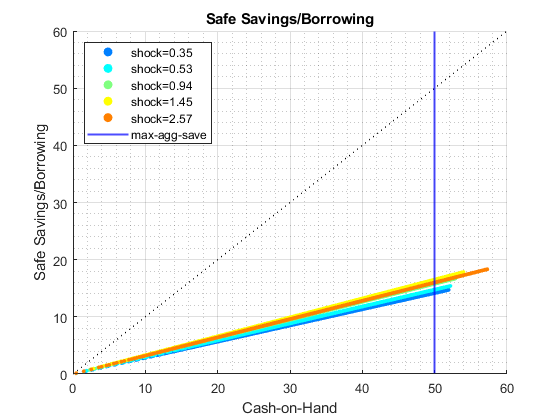 Safe Savings/Borrowing
60
50
40
30
20
10
0
Safe Savings/Borrowing
shock=0.35
shock=0.53
shock=0.94
shock=1.45
shock=2.57
max-agg-save
0 10 20 30 40 50 60
Cash-on-Hand